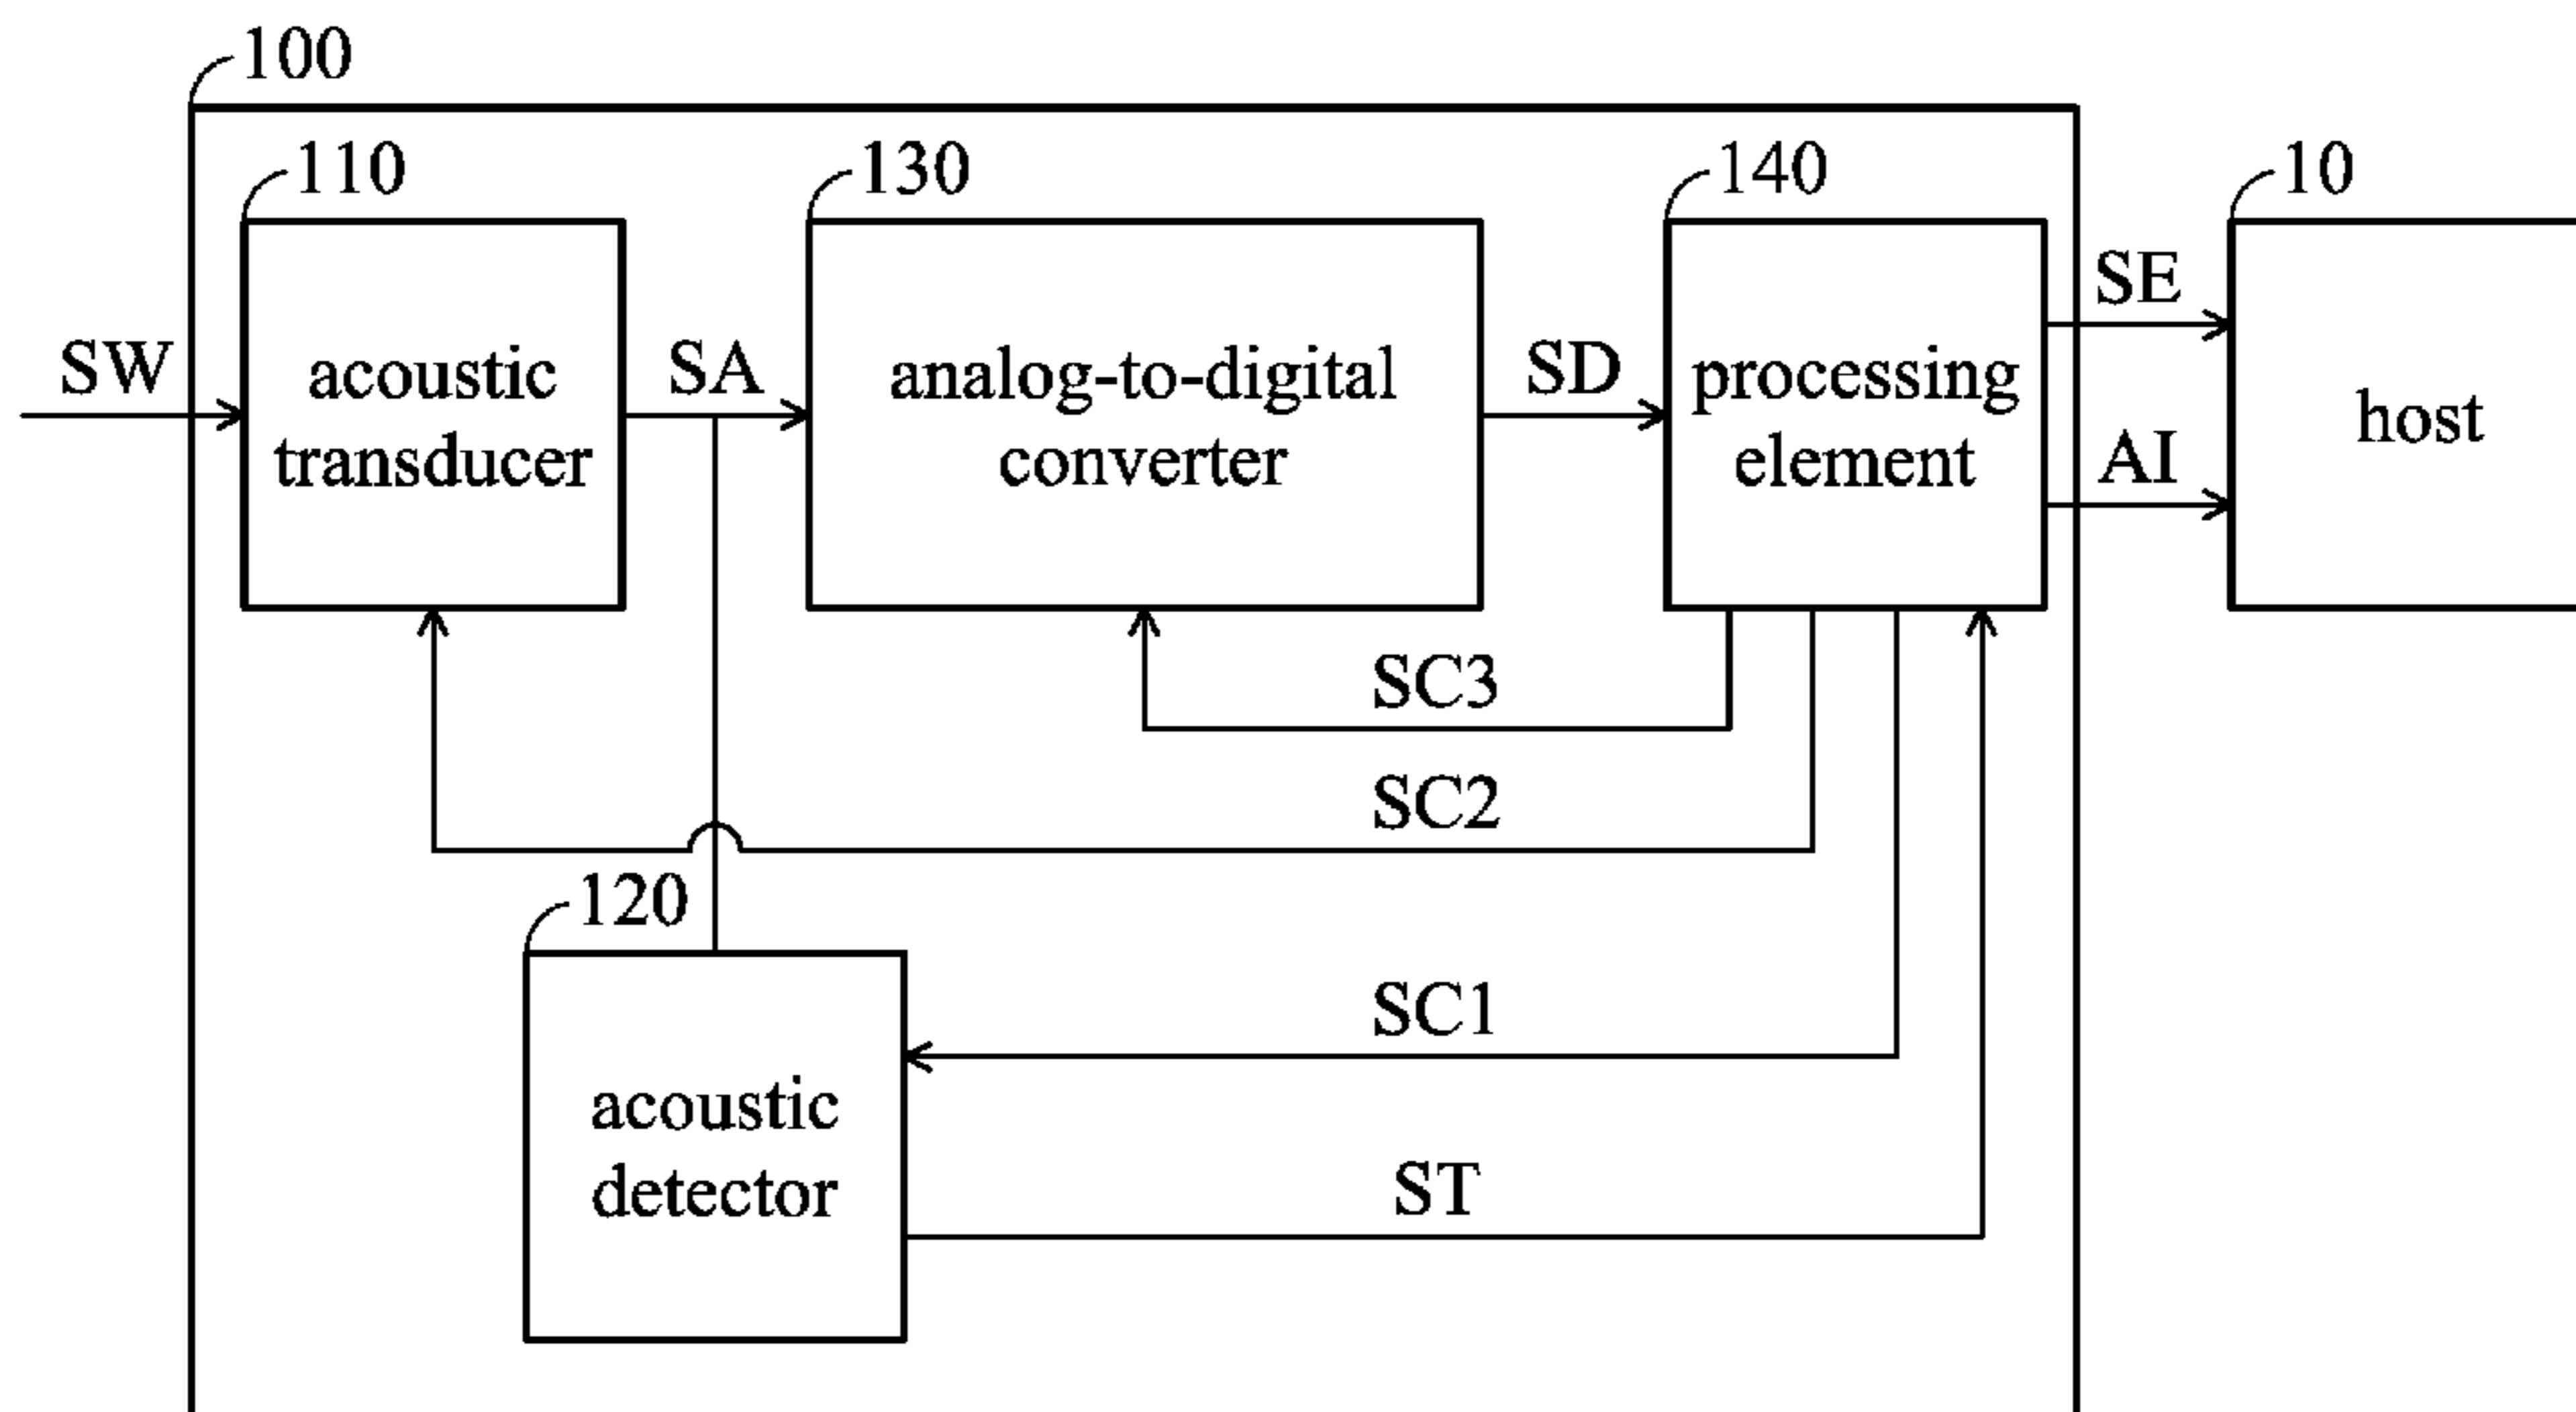 100
110
130
140
10
SW
acoustic
transducer
SA
analog-to-digital
converter
SD
processing
element
SE
AI
host
SC3
SC2
120
acoustic
detector
SC1
ST